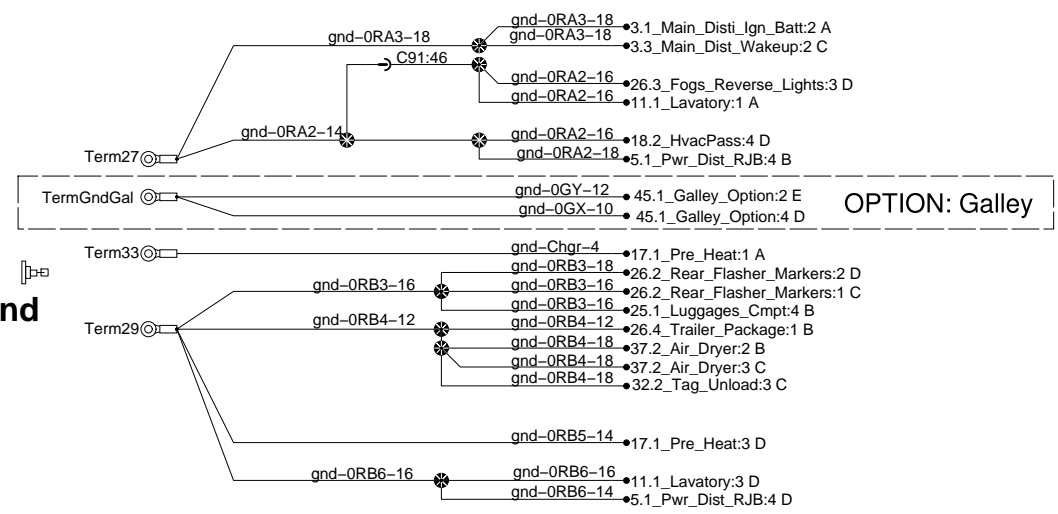 gnd-0RA3-18 3.1_Main_Disti_Ign_Batt:2 A
gnd-0RA3-18 gnd-0RA3-18 3.3_Main_Dist_Wakeup:2 C
C91:46
gnd-0RA2-16 26.3_Fogs_Reverse_Lights:3 D
gnd-0RA2-16 11.1_Lavatory:1 A
gnd-0RA2-14 gnd-0RA2-16 18.2_HvacPass:4 D
Term27 gnd-0RA2-18 5.1_Pwr_Dist_RJB:4 B
TermGndGal gnd-0GY-12 45.1_Galley_Option:2 E OPTION: Galley
gnd-0GX-10 45.1_Galley_Option:4 D
Term33 gnd-Chgr-4 17.1_Pre_Heat:1 A
gnd-0RB3-18 26.2_Rear_Flasher_Markers:2 D
gnd-0RB3-16 gnd-0RB3-16 26.2_Rear_Flasher_Markers:1 C
nd gnd-0RB3-16 25.1_Luggages_Cmpt:4 B
Term29 gnd-0RB4-12 gnd-0RB4-12 26.4_Trailer_Package:1 B
gnd-0RB4-18 37.2_Air_Dryer:2 B
gnd-0RB4-18 37.2_Air_Dryer:3 C
gnd-0RB4-18 32.2_Tag_Unload:3 C
gnd-0RB5-14 17.1_Pre_Heat:3 D
gnd-0RB6-16 gnd-0RB6-16 11.1_Lavatory:3 D
gnd-0RB6-14 5.1_Pwr_Dist_RJB:4 D